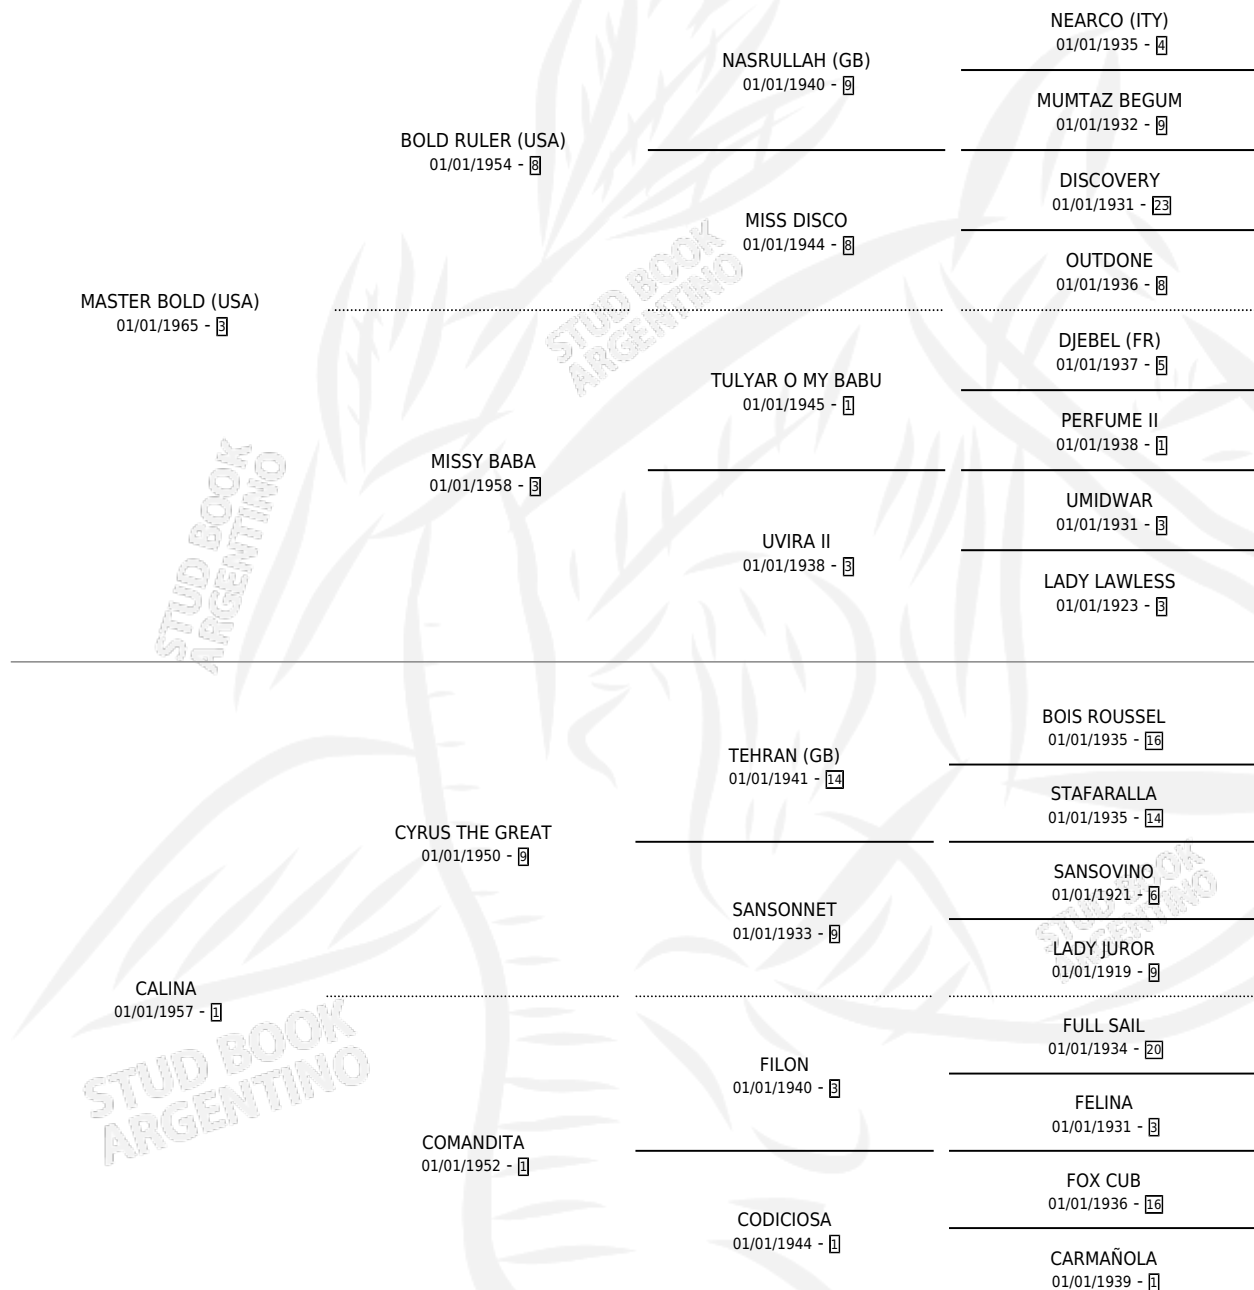 NEARCO (ITY)
01/01/1935 - 4
NASRULLAH (GB)
01/01/1940 - 9
MUMTAZ BEGUM
01/01/1932 - 9
BOLD RULER (USA)
01/01/1954 - 8
DISCOVERY
01/01/1931 - 23
MISS DISCO
01/01/1944 - 8
OUTDONE
01/01/1936 - 8
MASTER BOLD (USA)
01/01/1965 - 3
DJEBEL (FR)
01/01/1937 - 5
TULYAR O MY BABU
01/01/1945 - 1
PERFUME II
01/01/1938 - 1
MISSY BABA
01/01/1958 - 3
UMIDWAR
01/01/1931 - 3
UVIRA II
01/01/1938 - 3
LADY LAWLESS
01/01/1923 - 3
BOIS ROUSSEL
01/01/1935 - 16
TEHRAN (GB)
01/01/1941 - 14
STAFARALLA
01/01/1935 - 14
CYRUS THE GREAT
01/01/1950 - 9
SANSOVINO
01/01/1921 - 6
SANSONNET
01/01/1933 - 9
LADY JUROR
01/01/1919 - 9
CALINA
01/01/1957 - 1
FULL SAIL
01/01/1934 - 20
FILON
01/01/1940 - 3
FELINA
01/01/1931 - 3
COMANDITA
01/01/1952 - 1
FOX CUB
01/01/1936 - 16
CODICIOSA
01/01/1944 - 1
CARMAÑOLA
01/01/1939 - 1
STUD BOOK
ARGENTINO
STUD BOOK
ARGENTINO
STUD BOOK
ARGENTINO
STUD BOOK
ARGENTINO